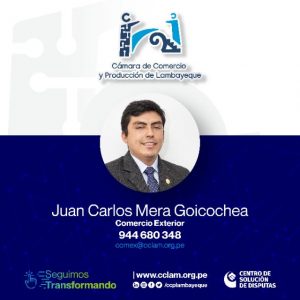 Cámara de Comercio
y Producción de Lambayeque
Juan Carlos Mera Goicochea
Comercio Exterior
944 680 348
comex@cclam.org.pe
Seguimos
Transformando
www.cclam.org.pe
/ccplambayeque
CENTRO DE
SOLUCIÓN
DE DISPUTAS